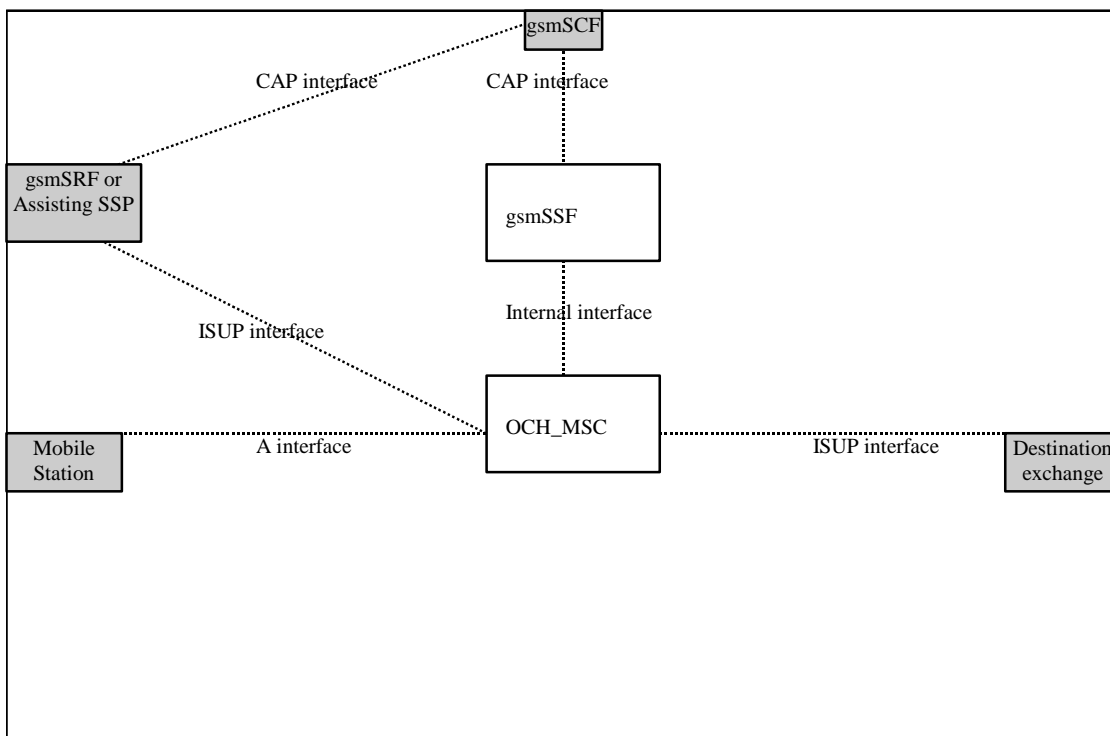 gsmSCF
CAP interface
CAP interface
gsmSRF or
Assisting SSP
gsmSSF
Internal interface
ISUP interface
OCH_MSC
Mobile
Station
A interface
ISUP interface
Destination
exchange